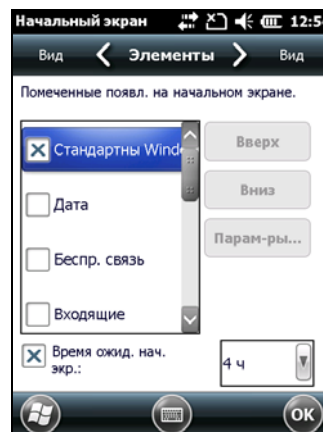 Начальный экран 12:5
Вид Элементы Вид
Помеченные появл. на начальном экране.
Стандартны Wind
Вверх
Дата
Вниз
Парам-ры...
Беспр. связь
Входящие
Время ожид. нач.
экр.:
4 ч
OK